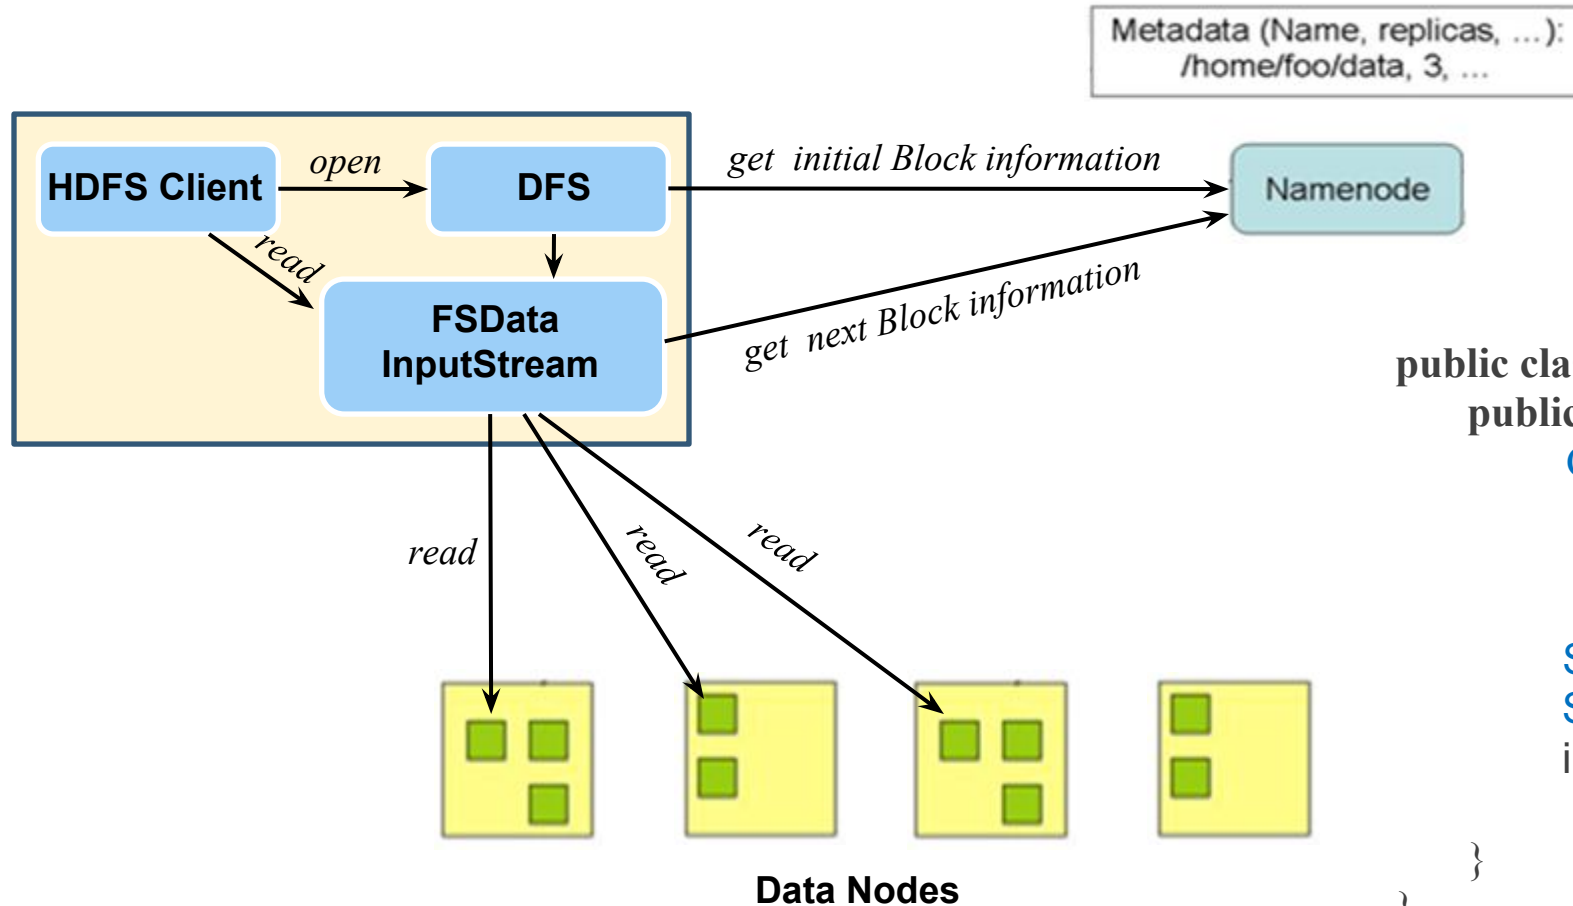 Metadata (Name, replicas, …):
/home/foo/data, 3, …
HDFS Client
open
DFS
get initial Block information
Namenode
read
FSData
InputStream
get next Block information
public cla
public
read
read
read
S
S
i
}
Data Nodes